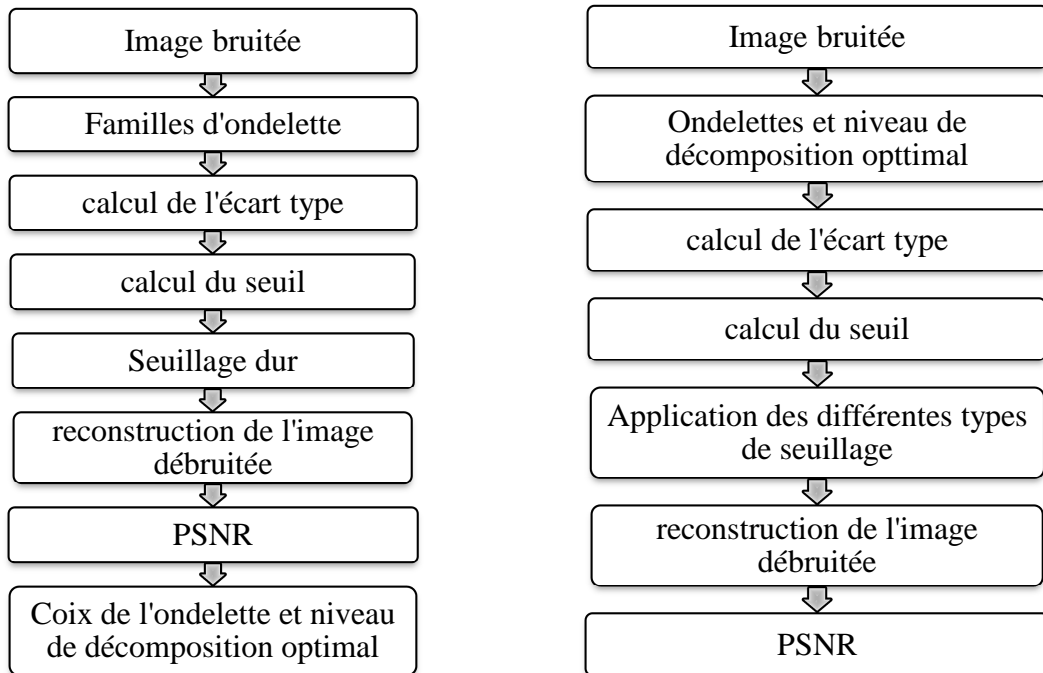 Image bruitée
Familles d'ondelette
calcul de l'écart type
calcul du seuil
Seuillage dur
reconstruction de l'image
débruitée
PSNR
Coix de l'ondelette et niveau
de décomposition optimal
Image bruitée
Ondelettes et niveau de
décomposition opttimal
calcul de l'écart type
calcul du seuil
Application des différentes types
de seuillage
reconstruction de l'image
débruitée
PSNR